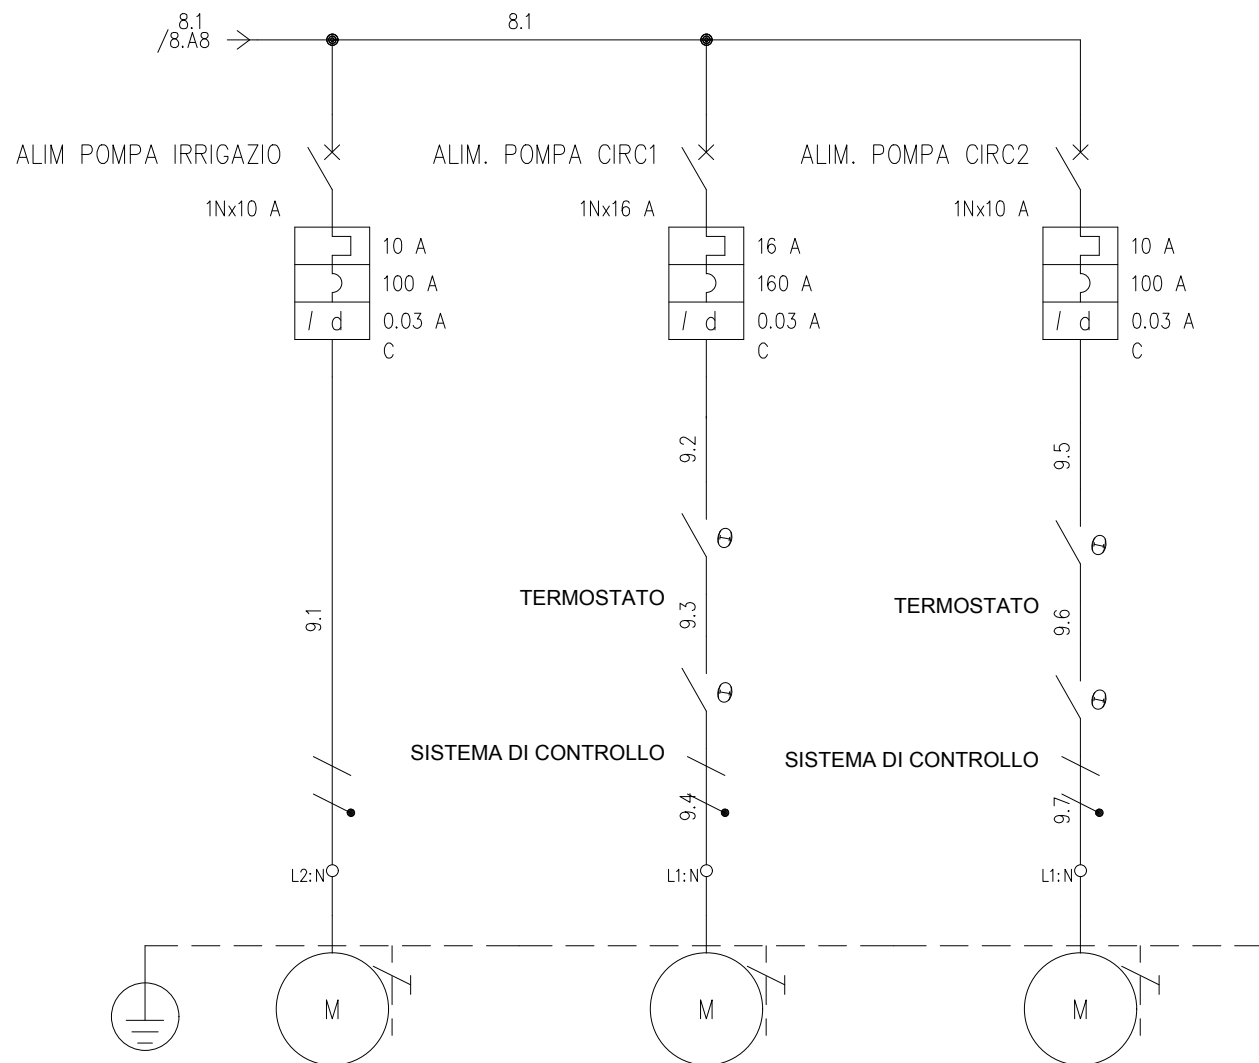 8.1
/8.A8
8.1
ALIM POMPA IRRIGAZIO
1Nx10 A
10 A
100 A
I d
0.03 A
C
9.1
L2:N
M
ALIM. POMPA CIRC1
1Nx16 A
16 A
160 A
I d
0.03 A
C
9.2
θ
TERMOSTATO
9.3
θ
SISTEMA DI CONTROLLO
9.4
L1:N
M
ALIM. POMPA CIRC2
1Nx10 A
10 A
100 A
I d
0.03 A
C
9.5
θ
TERMOSTATO
9.6
θ
SISTEMA DI CONTROLLO
9.7
L1:N
M